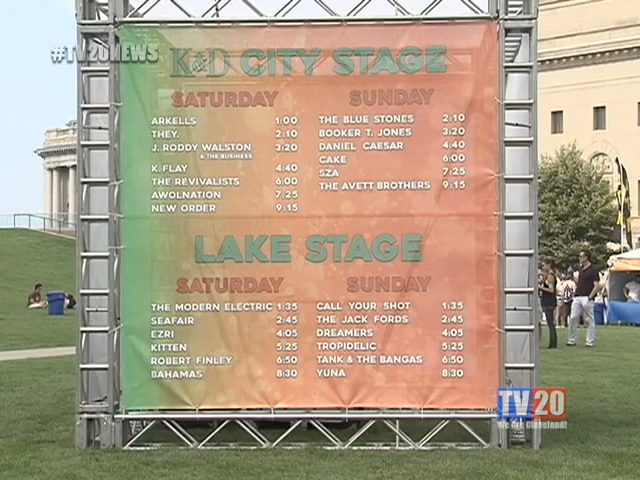 #TV20NEWS
K&D CITY STAGE
SATURDAY
ARKELLS 1:00
THEY. 2:10
J. RODDY WALSTON 3:20
& THE BUSINESS
K.FLAY 4:40
THE REVIVALISTS 6:00
AWOLNATION 7:25
NEW ORDER 9:15
SUNDAY
THE BLUE STONES 2:10
BOOKER T. JONES 3:20
DANIEL CAESAR 4:40
CAKE 6:00
SZA 7:25
THE AVETT BROTHERS 9:15
LAKE STAGE
SATURDAY
THE MODERN ELECTRIC 1:35
SEAFAIR 2:45
EZRI 4:05
KITTEN 5:25
ROBERT FINLEY 6:50
BAHAMAS 8:30
SUNDAY
CALL YOUR SHOT 1:35
THE JACK FORDS 2:45
DREAMERS 4:05
TROPIDELIC 5:25
TANK & THE BANGAS 6:50
YUNA 8:30
TV20
We Are Cleveland!